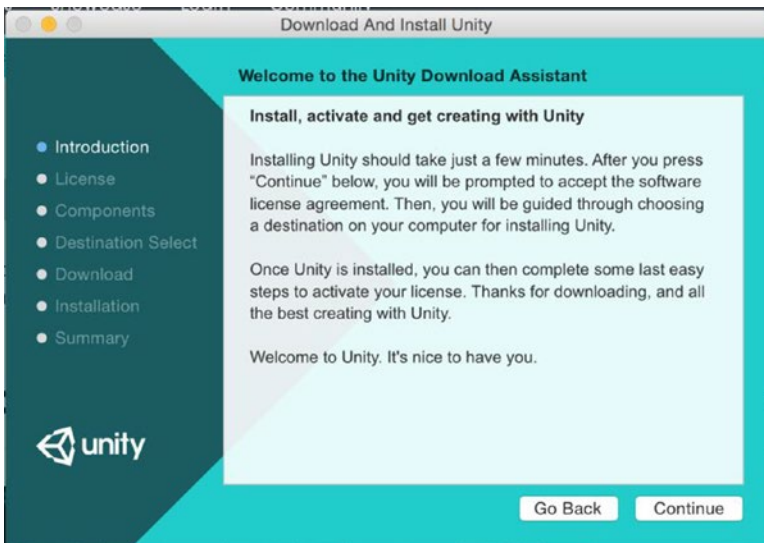 Download And Install Unity
Welcome to the Unity Download Assistant
Introduction
License
Components
Destination Select
Download
Installation
Summary
unity
Install, activate and get creating with Unity
Installing Unity should take just a few minutes. After you press
“Continue” below, you will be prompted to accept the software
license agreement. Then, you will be guided through choosing
a destination on your computer for installing Unity.
Once Unity is installed, you can then complete some last easy
steps to activate your license. Thanks for downloading, and all
the best creating with Unity.
Welcome to Unity. It's nice to have you.
Go Back
Continue